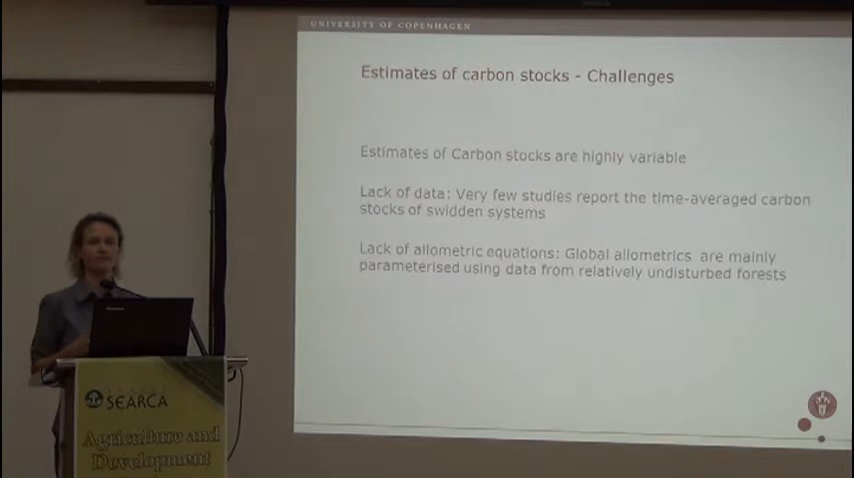 UNIVERSITY OF COPENHAGEN
Estimates of carbon stocks - Challenges
Estimates of Carbon stocks are highly variable
Lack of data: Very few studies report the time-averaged carbon
stocks of swidden systems
Lack of allometric equations: Global allometrics are mainly
parameterised using data from relatively undisturbed forests
SEARCA
Agriculture and
Development